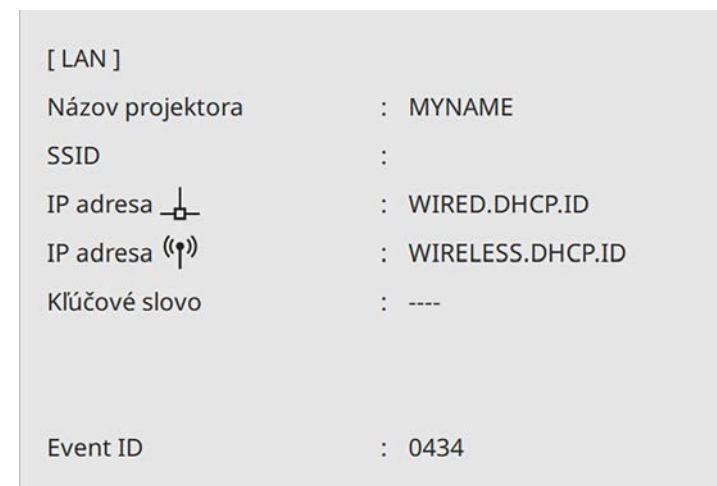 [ LAN ]
Názov projektora : MYNAME
SSID :
IP adresa : WIRED.DHCP.ID
IP adresa : WIRELESS.DHCP.ID
Kľúčové slovo : ----
Event ID : 0434